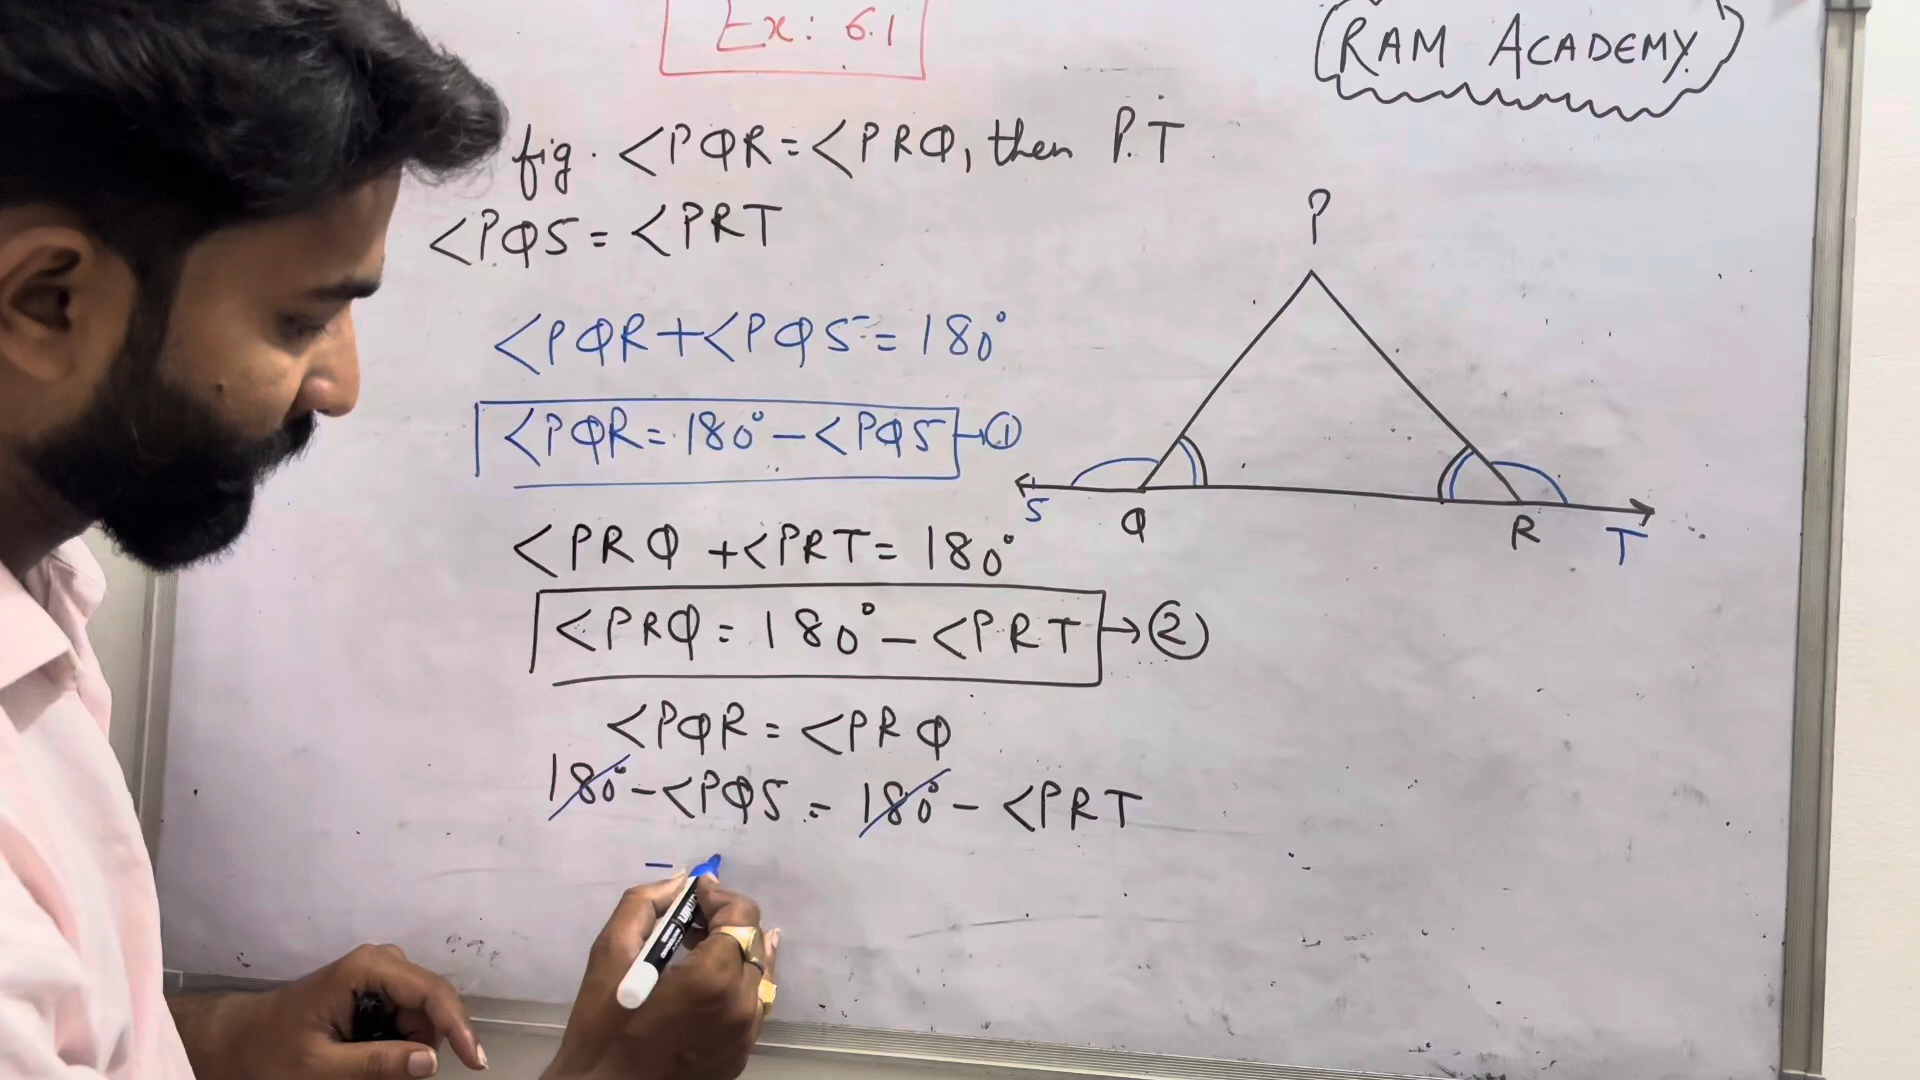 Ex: 6.1
RAM ACADEMY
fig. <PQR = <PRQ, then P.T
<PQS = <PRT
<PQR + <PQS = 180°
<PQR = 180° - <PQS → ①
<PRQ + <PRT = 180°
<PRQ = 180° - <PRT → ②
<PQR = <PRQ
180° - <PQS = 180° - <PRT
-
P
S
Q
R
T